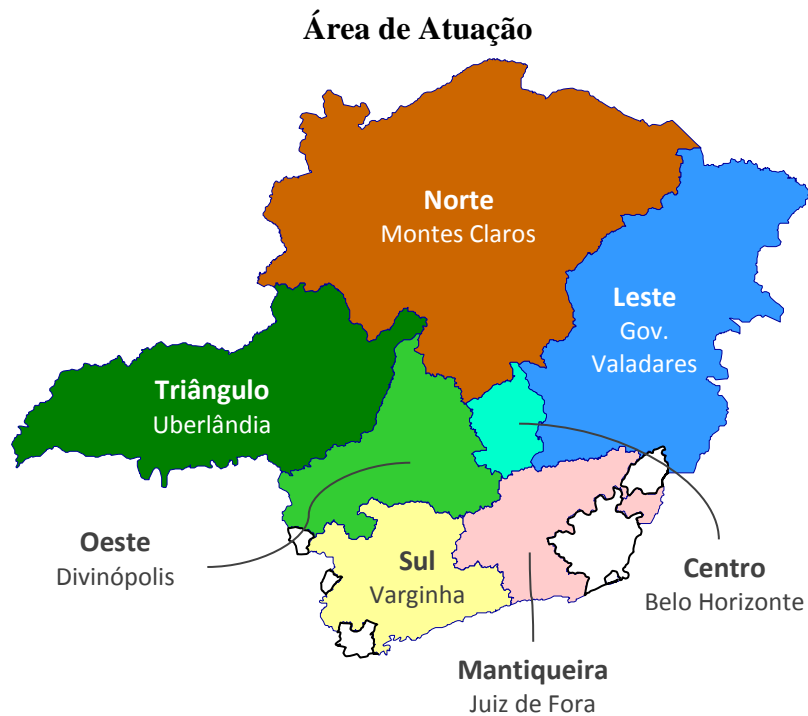 Área de Atuação
Norte
Montes Claros
Leste
Gov.
Valadares
Triângulo
Uberlândia
Oeste
Divinópolis
Sul
Varginha
Centro
Belo Horizonte
Mantiqueira
Juiz de Fora